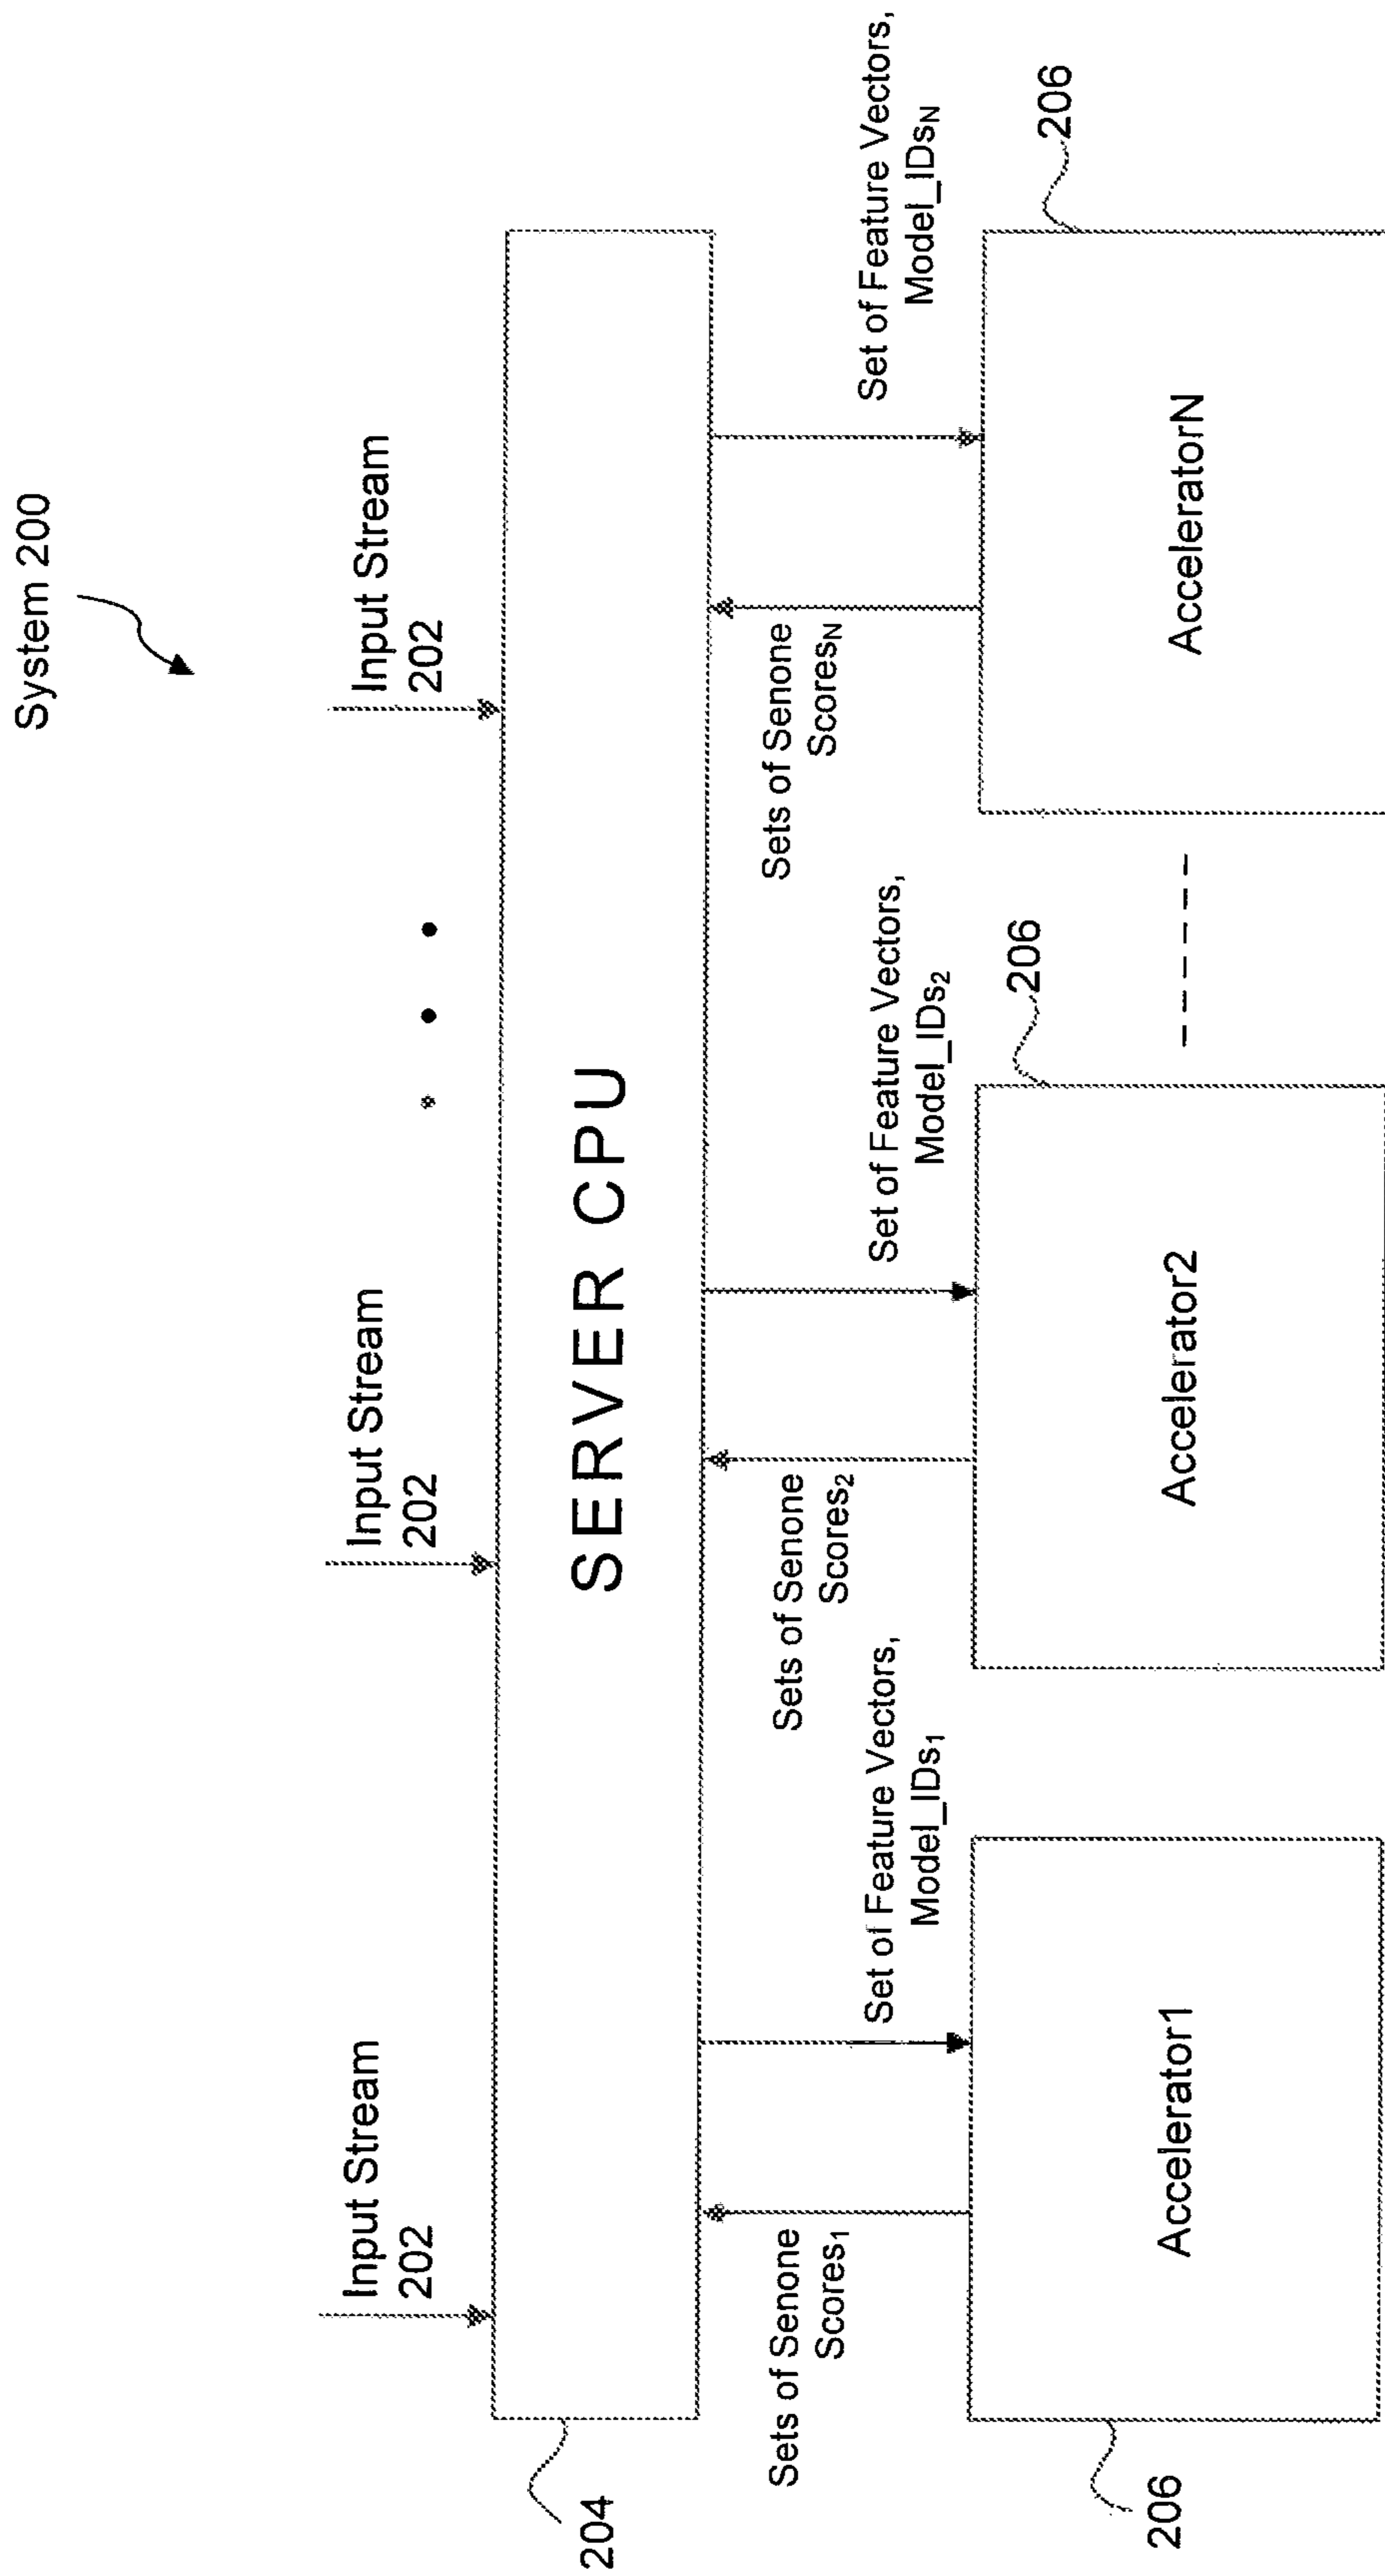 System 200
Input Stream
202
Input Stream
202
Input Stream
202
204
SERVER CPU
Sets of Senone
Scores₁
Set of Feature Vectors,
Model_IDs₁
Sets of Senone
Scores₂
Set of Feature Vectors,
Model_IDs₂
Sets of Senone
Scores_N
Set of Feature Vectors,
Model_IDs_N
206
Accelerator1
206
Accelerator2
206
AcceleratorN